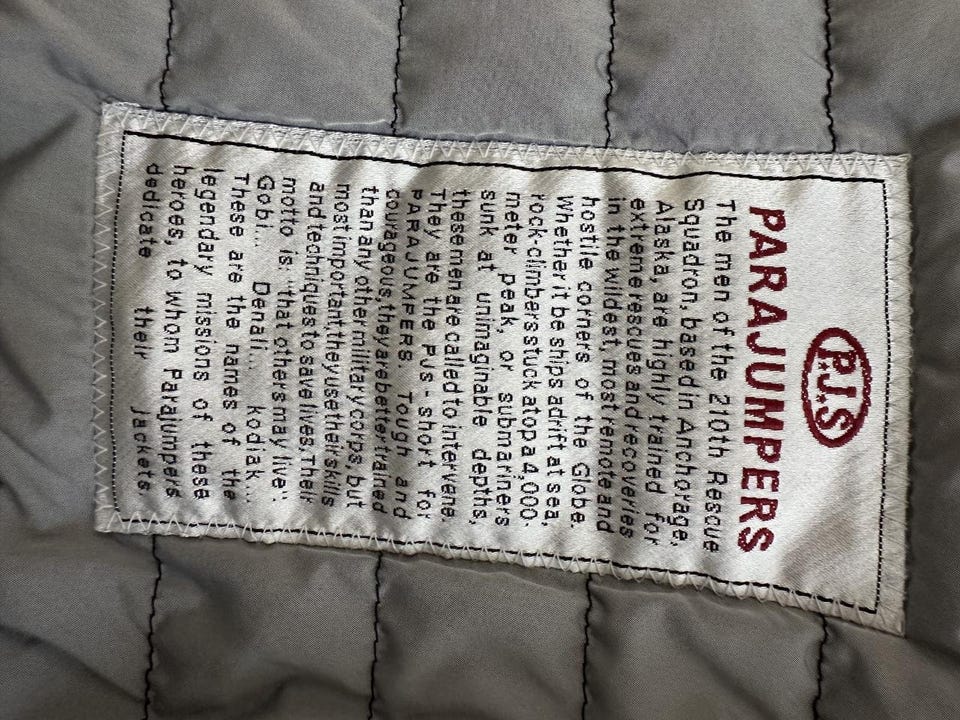 P.J.S
PARAJUMPERS
The men of the 210th Rescue
Squadron, based in Anchorage,
Alaska, are highly trained for
extreme rescues and recoveries
in the wildest, most remote and
hostile corners of the Globe.
Whether it be ships adrift at sea,
rock-climbers stuck atop a 4,000.
meter peak, or submariners
sunk at unimaginable depths,
these men are called to intervene.
They are the PJs - short for
PARAJUMPERS. Tough and
courageous, they are beter trained
than any other military corps, but
most important, they use their skills
and techniques to save lives. Their
motto is: "that others may live".
Gobi... Denali... kodiak...
These are the names of the
legendary missions of these
heroes, to whom Parajumpers
dedicate their jackets.